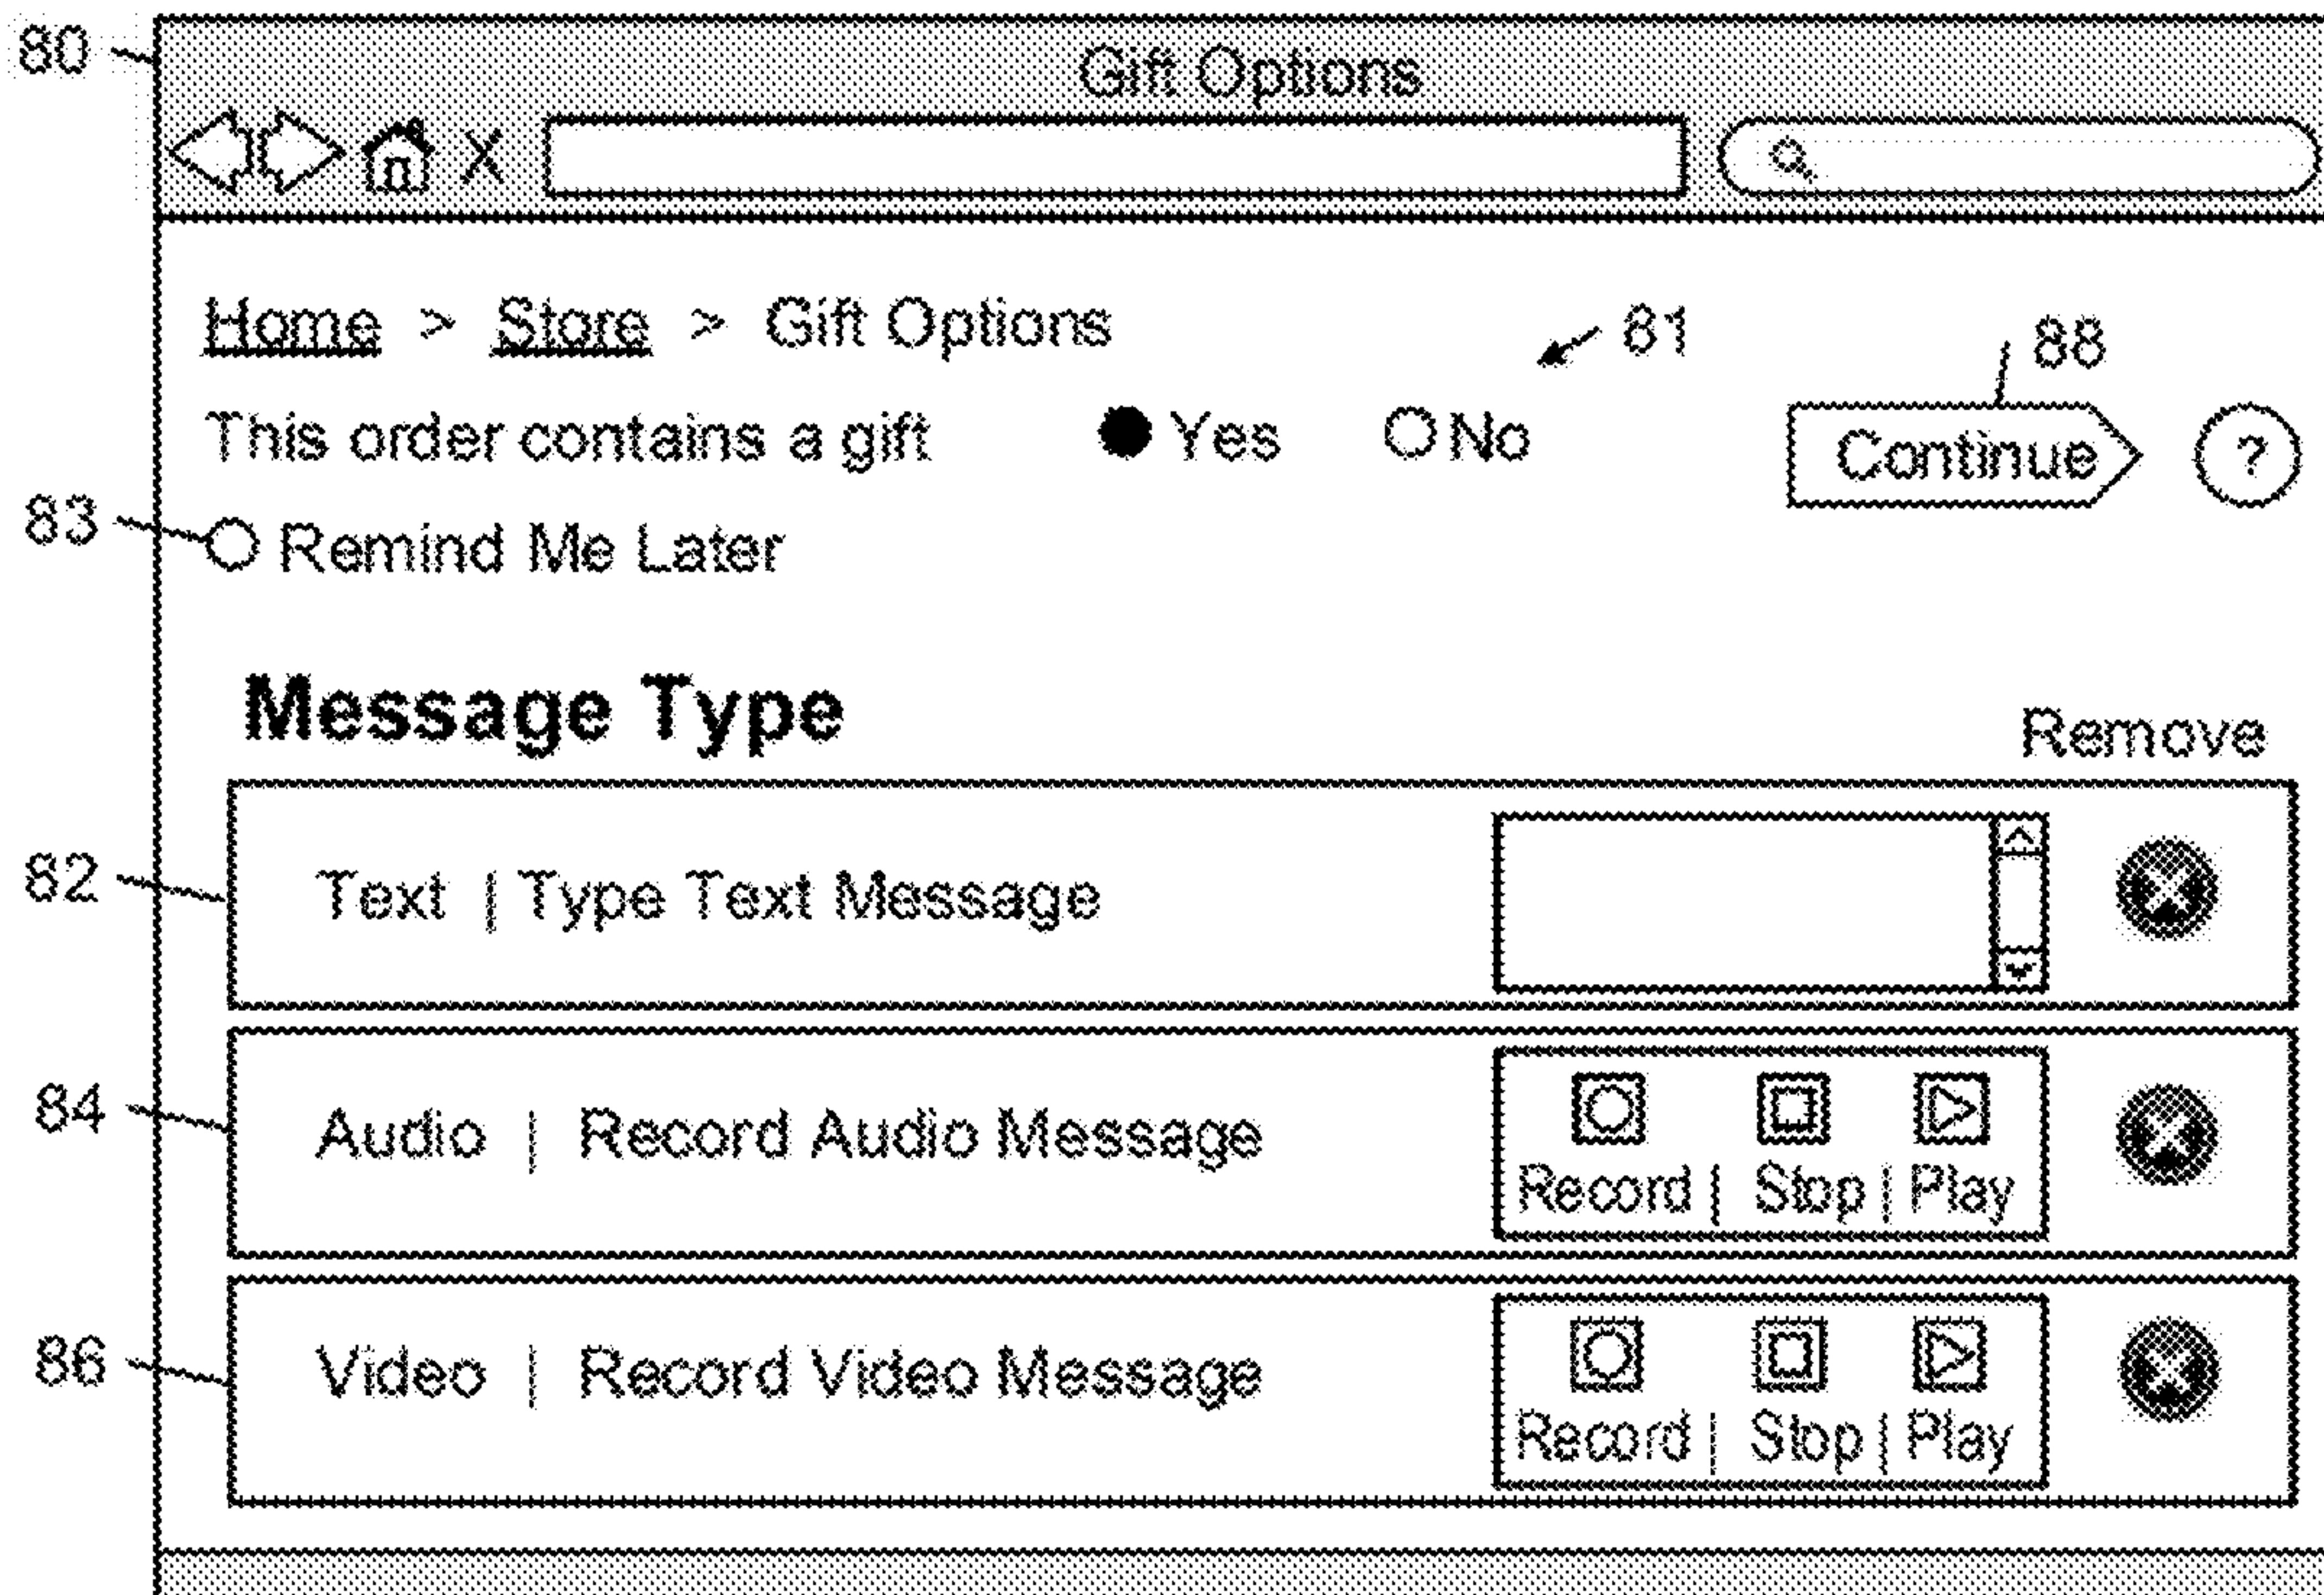 80
Gift Options
X
Home > Store > Gift Options
81
88
This order contains a gift Yes No
Continue
?
83
Remind Me Later
Message Type
Remove
82
Text | Type Text Message
84
Audio | Record Audio Message
Record | Stop | Play
86
Video | Record Video Message
Record | Stop | Play